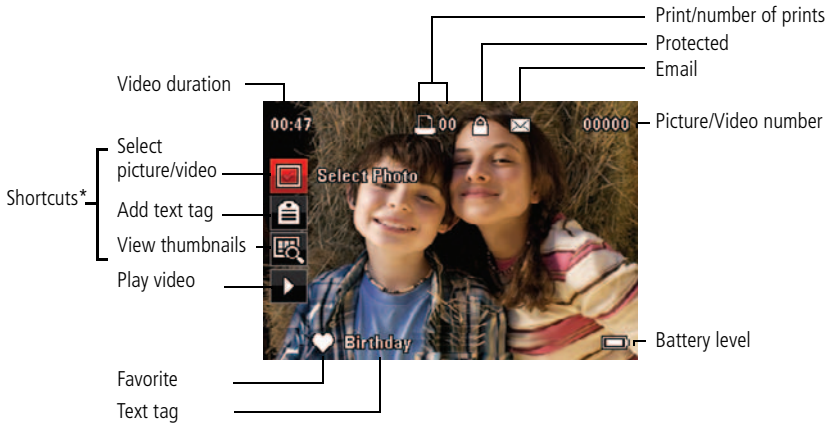 Print/number of prints
Protected
Email
Video duration
00:47
00
00000
Picture/Video number
Select
picture/video
Select Photo
Shortcuts*
Add text tag
View thumbnails
Play video
Birthday
Battery level
Favorite
Text tag